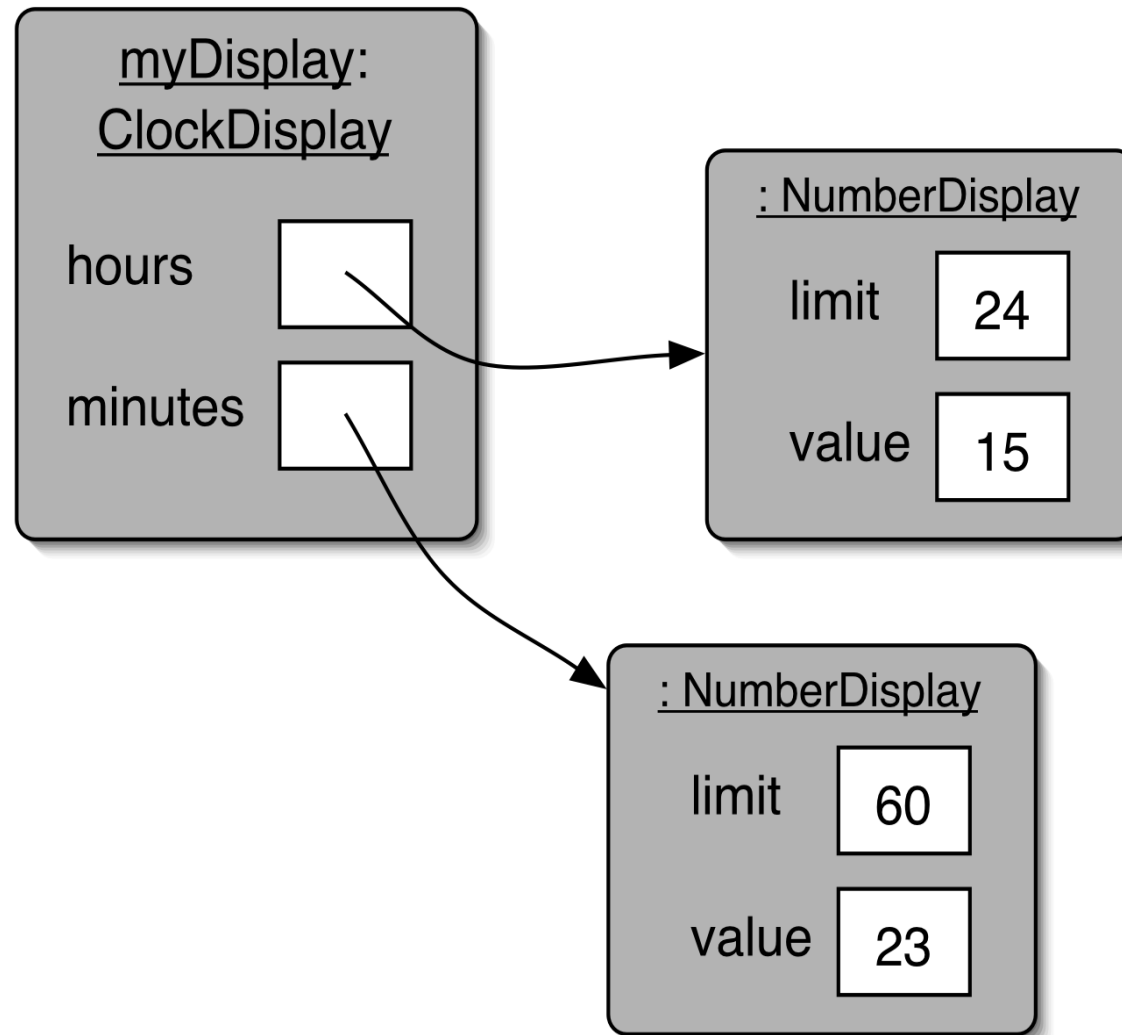 myDisplay:
ClockDisplay
hours
minutes
: NumberDisplay
limit
24
value
15
: NumberDisplay
limit
60
value
23